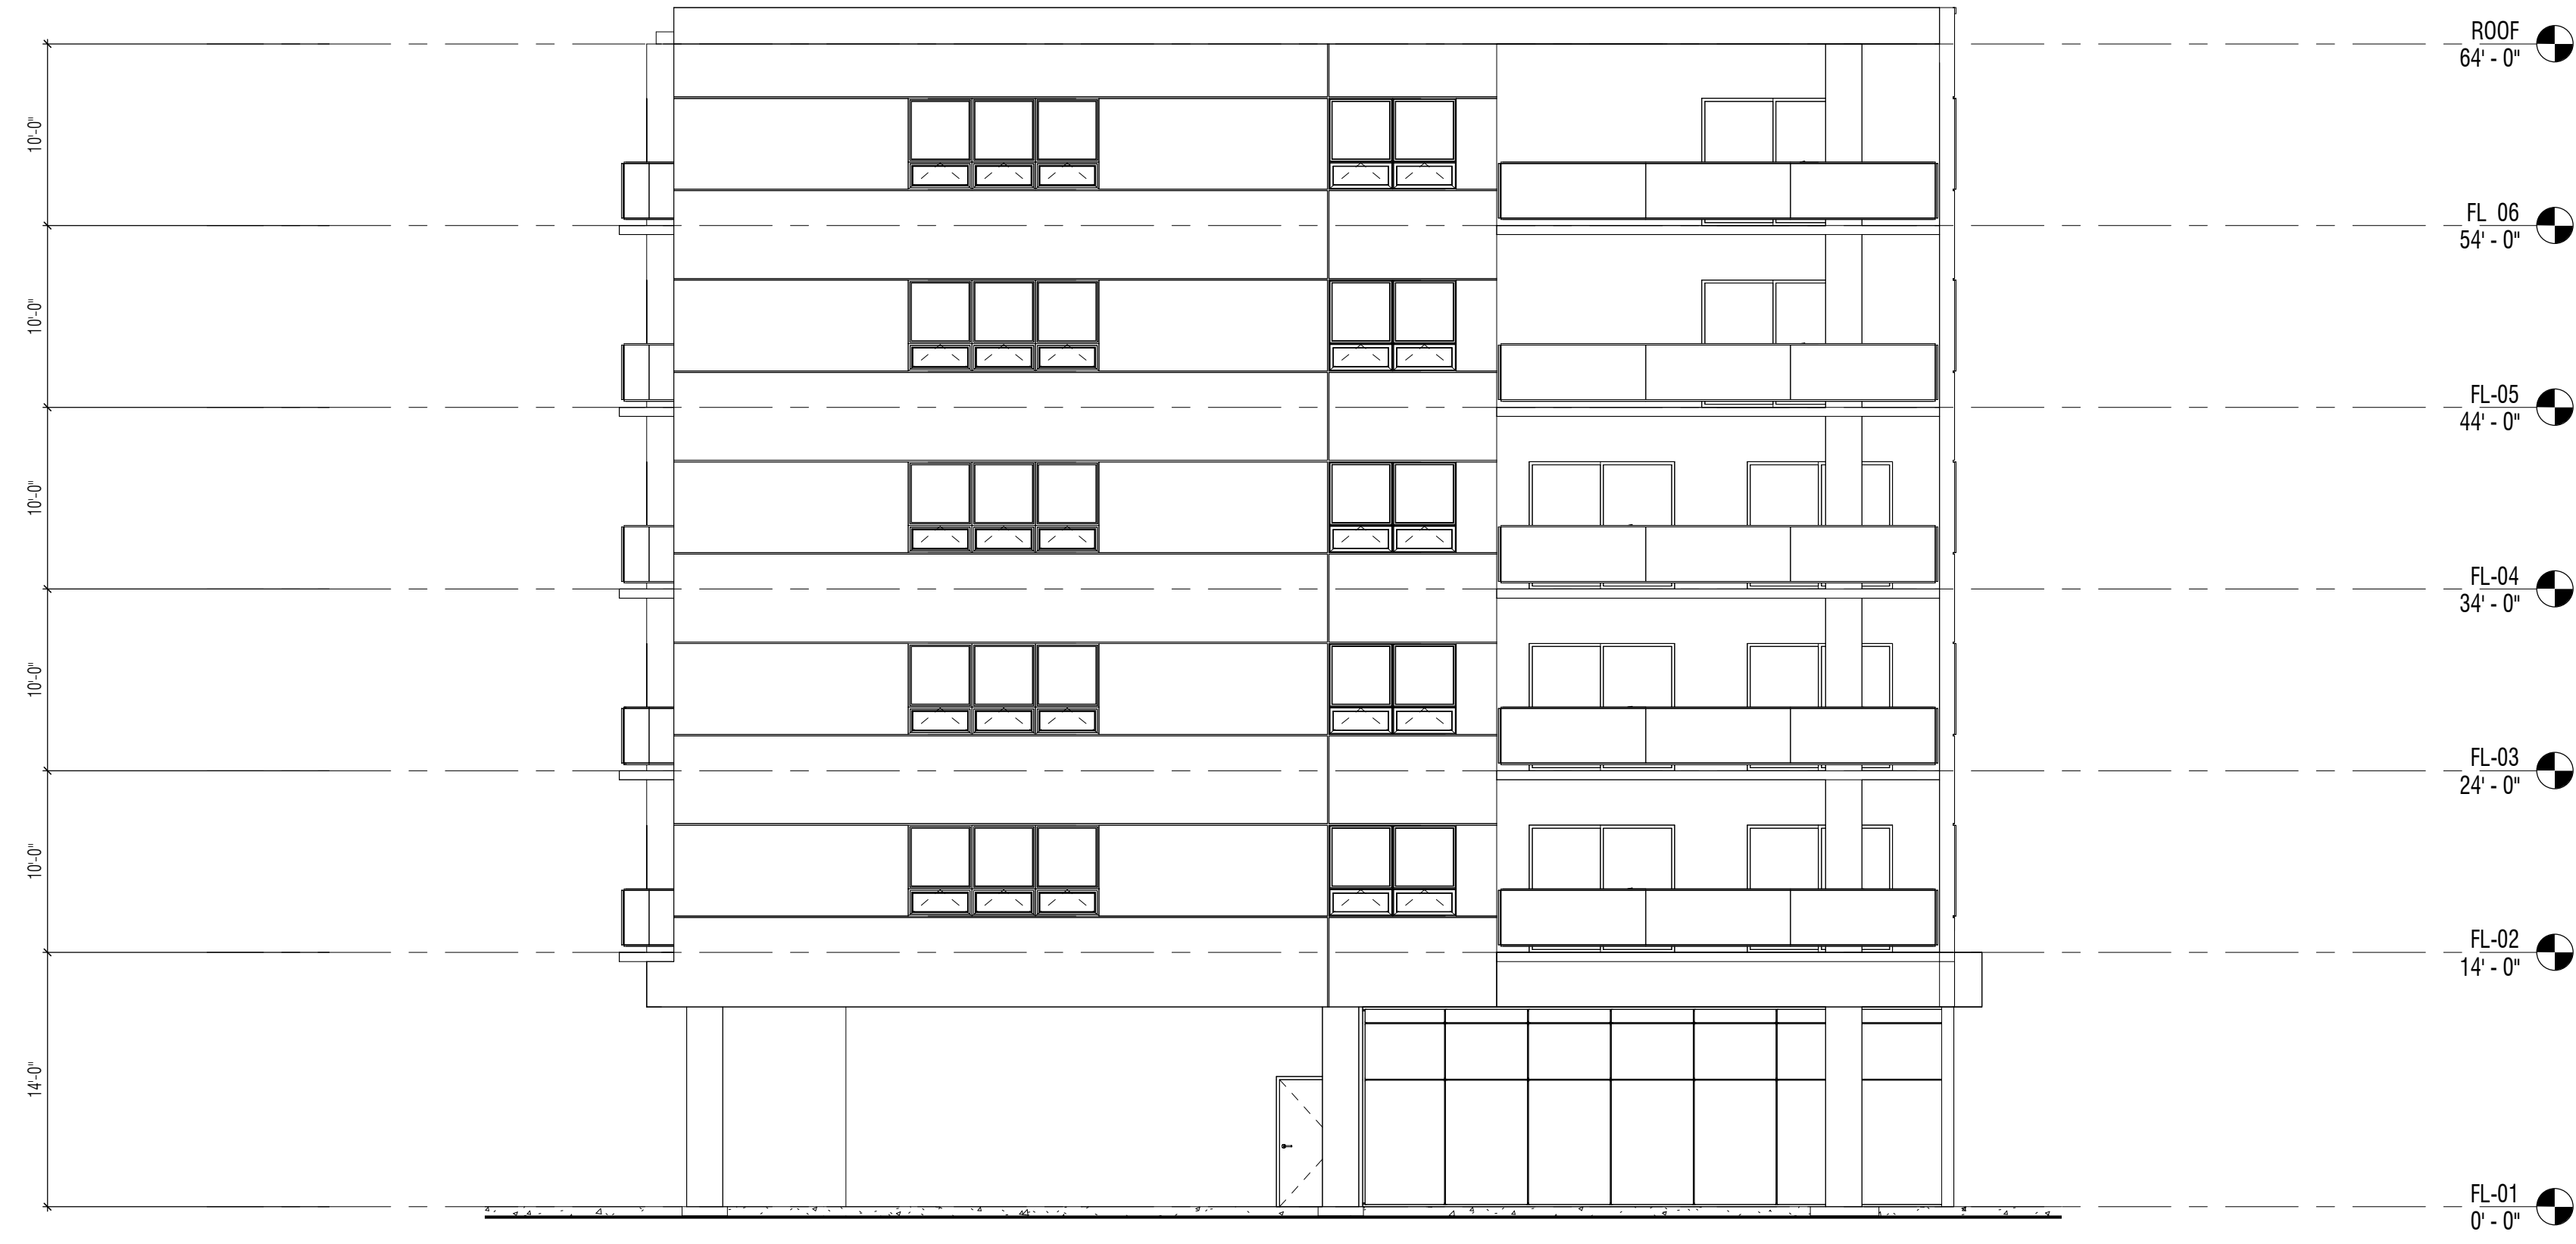 ROOF
64' - 0"
10'-0"
FL 06
54' - 0"
10'-0"
FL-05
44' - 0"
10'-0"
FL-04
34' - 0"
10'-0"
FL-03
24' - 0"
10'-0"
FL-02
14' - 0"
14'-0"
FL-01
0' - 0"